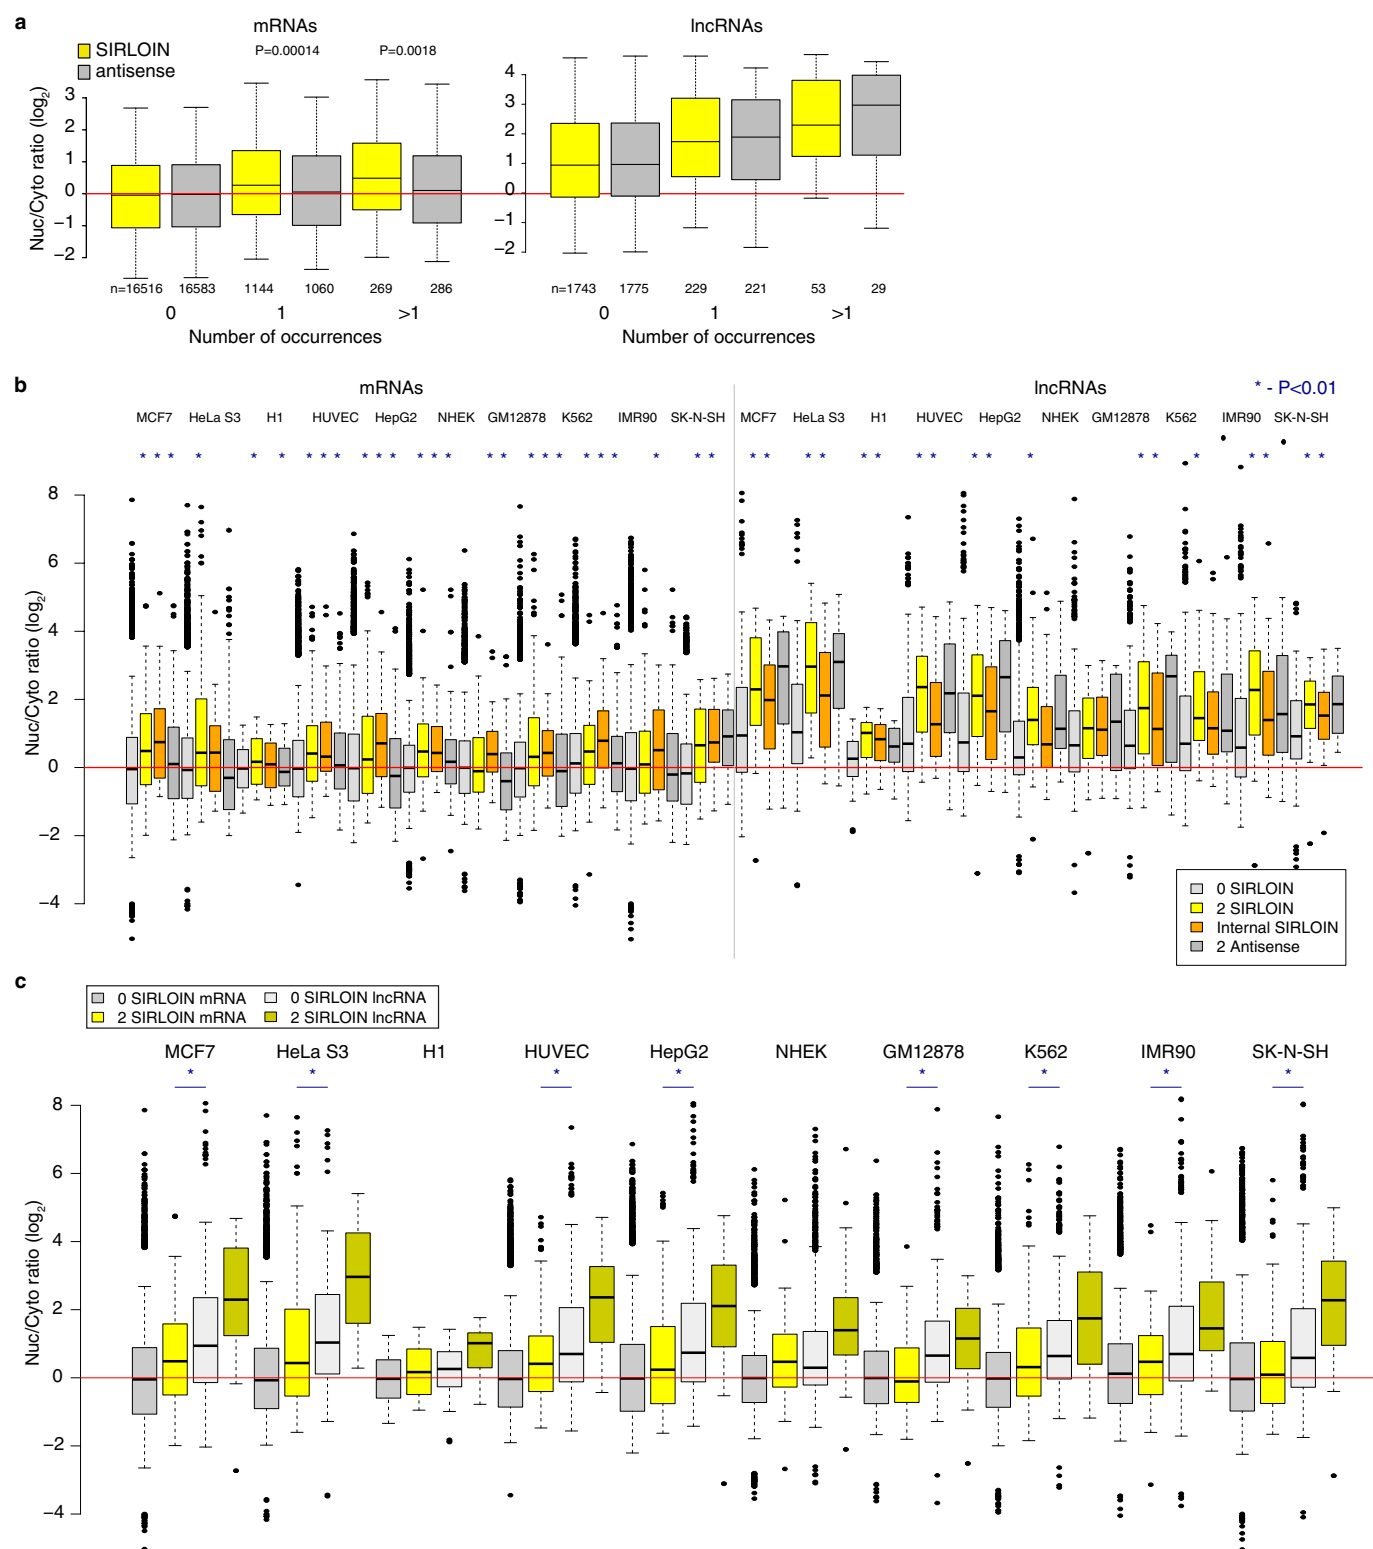 a
mRNAs
lncRNAs
SIRLOIN
antisense
P=0.00014
P=0.0018
Nuc/Cyto ratio (log2)
3
2
1
0
−1
−2
4
3
2
1
0
−1
−2
n=16516 16583 1144 1060 269 286
n=1743 1775 229 221 53 29
0 1 >1
0 1 >1
Number of occurrences
Number of occurrences
b
mRNAs
lncRNAs
* - P<0.01
MCF7 HeLa S3 H1 HUVEC HepG2 NHEK GM12878 K562 IMR90 SK-N-SH
MCF7 HeLa S3 H1 HUVEC HepG2 NHEK GM12878 K562 IMR90 SK-N-SH
* * * * * * * * * * * * * * * * * * * * * * * * * *
* * * * * * * * * * * * * * * * * *
Nuc/Cyto ratio (log2)
8
6
4
2
0
−2
−4
0 SIRLOIN
2 SIRLOIN
Internal SIRLOIN
2 Antisense
c
0 SIRLOIN mRNA 0 SIRLOIN lncRNA
2 SIRLOIN mRNA 2 SIRLOIN lncRNA
MCF7 HeLa S3 H1 HUVEC HepG2 NHEK GM12878 K562 IMR90 SK-N-SH
* * * * * * * *
Nuc/Cyto ratio (log2)
8
6
4
2
0
−2
−4